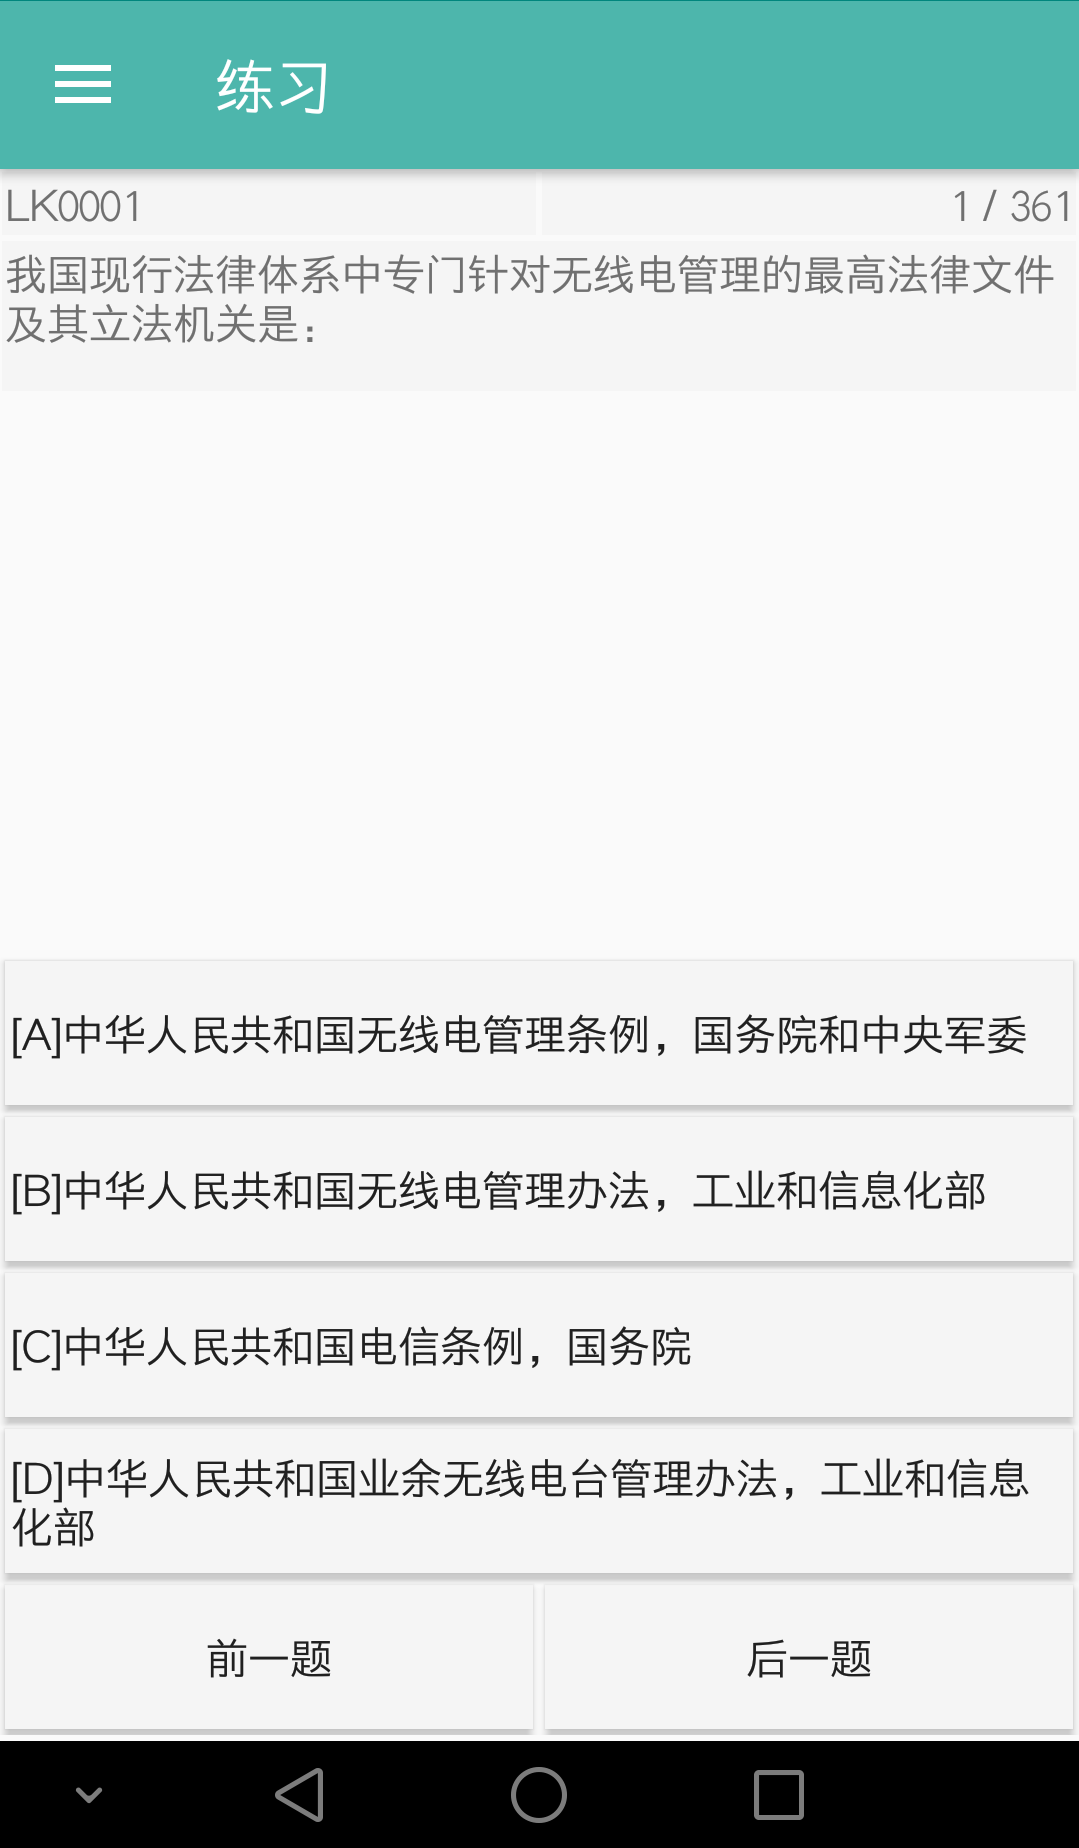 练习
LK0001
1 / 361
我国现行法律体系中专门针对无线电管理的最高法律文件
及其立法机关是：
[A]中华人民共和国无线电管理条例，国务院和中央军委
[B]中华人民共和国无线电管理办法，工业和信息化部
[C]中华人民共和国电信条例，国务院
[D]中华人民共和国业余无线电台管理办法，工业和信息
化部
前一题
后一题